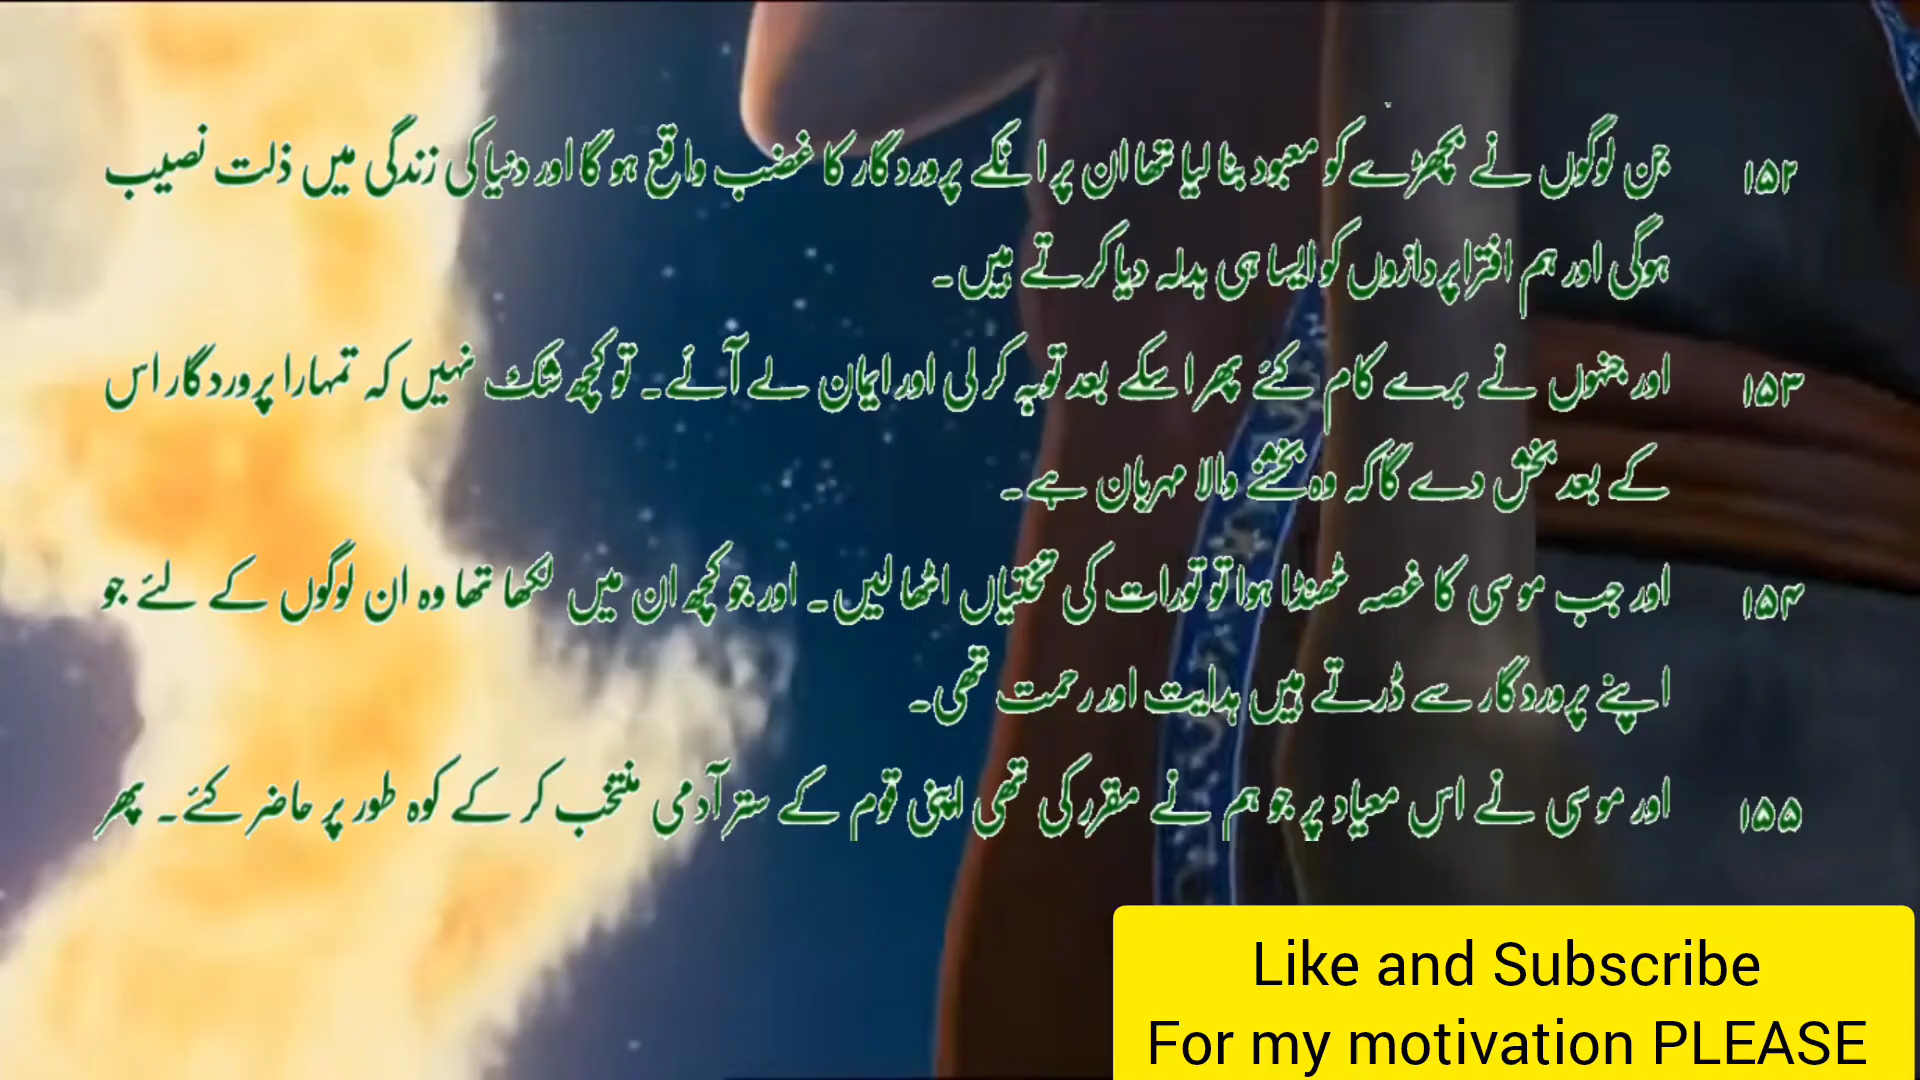 ۱۵۲ جن لوگوں نے بچھڑے کو معبود بنا لیا تھا ان پر انکے پروردگار کا غضب واقع ہو گا اور دنیا کی زندگی میں ذلت نصیب
ہوگی اور ہم افترا پردازوں کو ایسا ہی بدلہ دیا کرتے ہیں۔
۱۵۳ اور جنہوں نے برے کام کئے پھر اسکے بعد توبہ کر لی اور ایمان لے آئے۔ تو کچھ شک نہیں کہ تمہارا پروردگار اس
کے بعد بخش دے گا کہ وہ بخشنے والا مہربان ہے۔
۱۵۴ اور جب موسی کا غصہ ٹھنڈا ہوا تو تورات کی تختیاں اٹھا لیں۔ اور جو کچھ ان میں لکھا تھا وہ ان لوگوں کے لئے جو
اپنے پروردگار سے ڈرتے ہیں ہدایت اور رحمت تھی۔
۱۵۵ اور موسی نے اس معیاد پر جو ہم نے مقرر کی تھی اپنی قوم کے ستر آدمی منتخب کر کے کوہ طور پر حاضر کئے۔ پھر
Like and Subscribe
For my motivation PLEASE